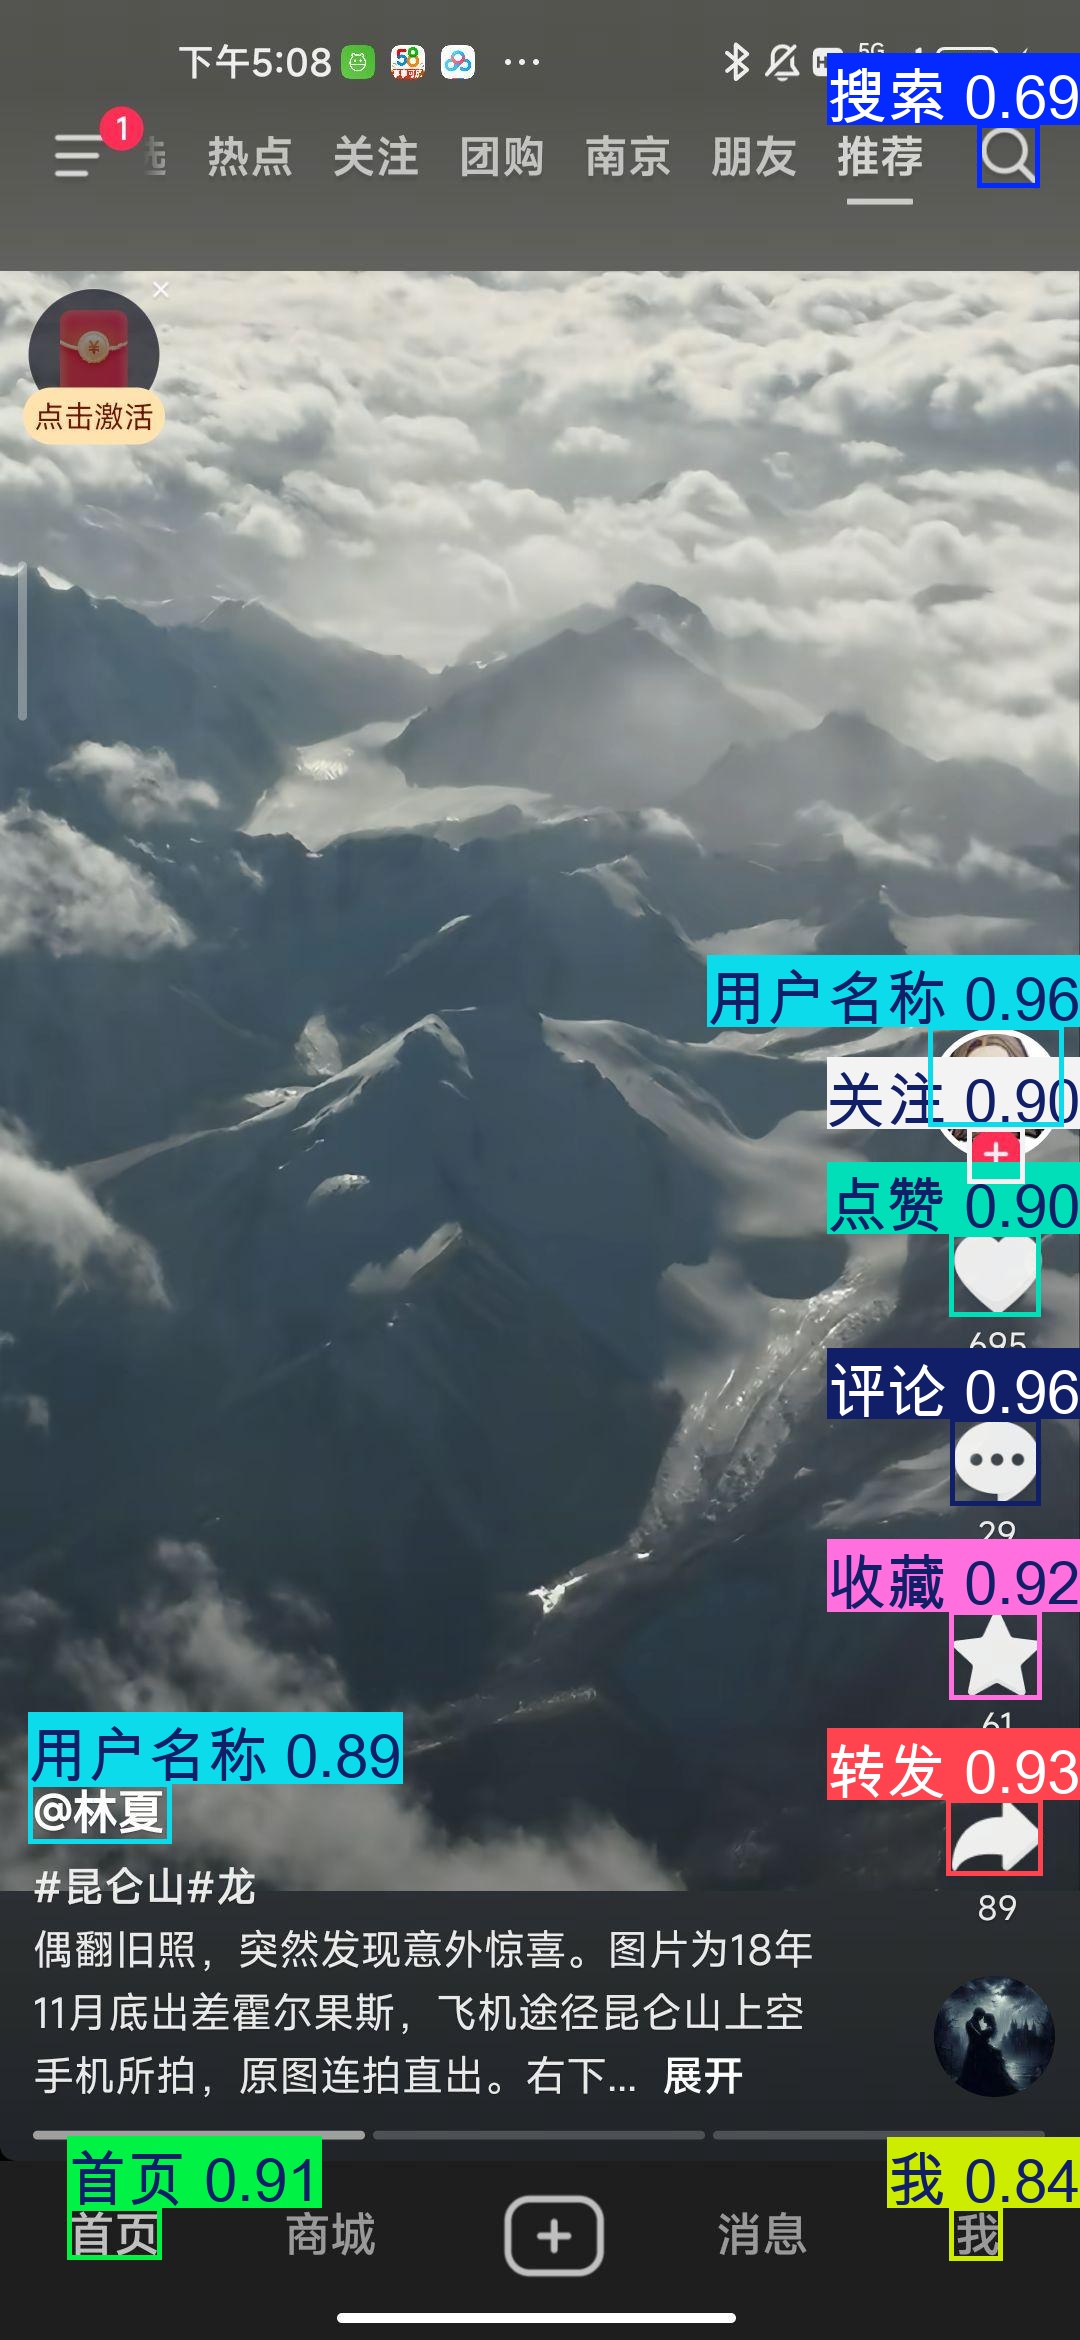 下午5:08
58
5G
搜索 0.69
1
热点 关注 团购 南京 朋友 推荐
点击激活
用户名称 0.96
关注 0.90
点赞 0.90
695
评论 0.96
29
收藏 0.92
61
转发 0.93
89
用户名称 0.89
@林夏
#昆仑山#龙
偶翻旧照，突然发现意外惊喜。图片为18年
11月底出差霍尔果斯，飞机途径昆仑山上空
手机所拍，原图连拍直出。右下... 展开
首页 0.91
我 0.84
首页 商城 消息 我